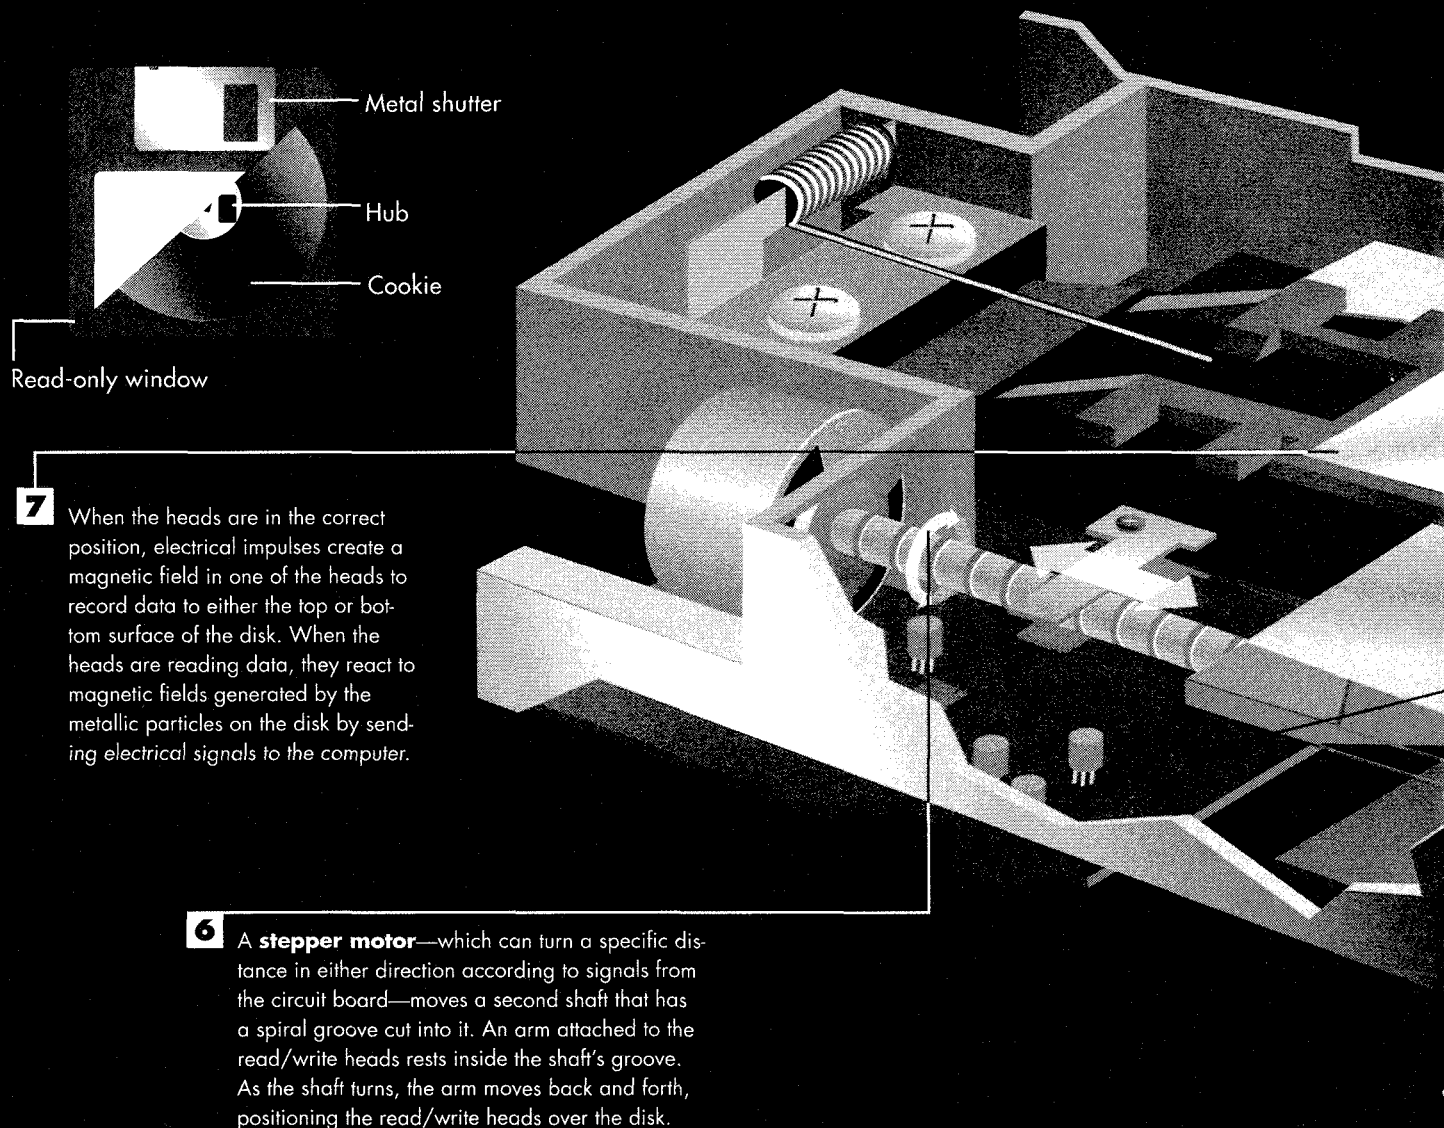 Metal shutter
Hub
Cookie
Read-only window
7
When the heads are in the correct
position, electrical impulses create a
magnetic field in one of the heads to
record data to either the top or bot-
tom surface of the disk. When the
heads are reading data, they react to
magnetic fields generated by the
metallic particles on the disk by send-
ing electrical signals to the computer.
6
A stepper motor—which can turn a specific dis-
tance in either direction according to signals from
the circuit board—moves a second shaft that has
a spiral groove cut into it. An arm attached to the
read/write heads rests inside the shaft's groove.
As the shaft turns, the arm moves back and forth,
positioning the read/write heads over the disk.